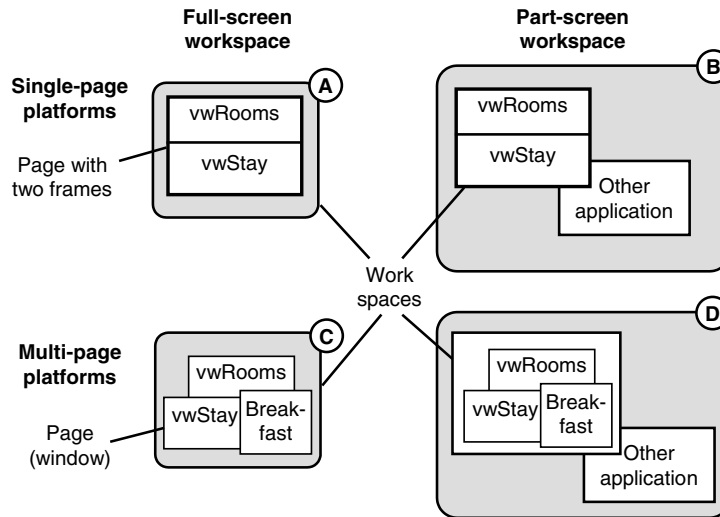 Full-screen
workspace
Part-screen
workspace
Single-page
platforms
A
B
vwRooms
vwStay
vwRooms
vwStay
Page with
two frames
Other
application
Work
spaces
Multi-page
platforms
C
D
vwRooms
vwStay
Break-
fast
vwRooms
vwStay
Break-
fast
Page
(window)
Other
application